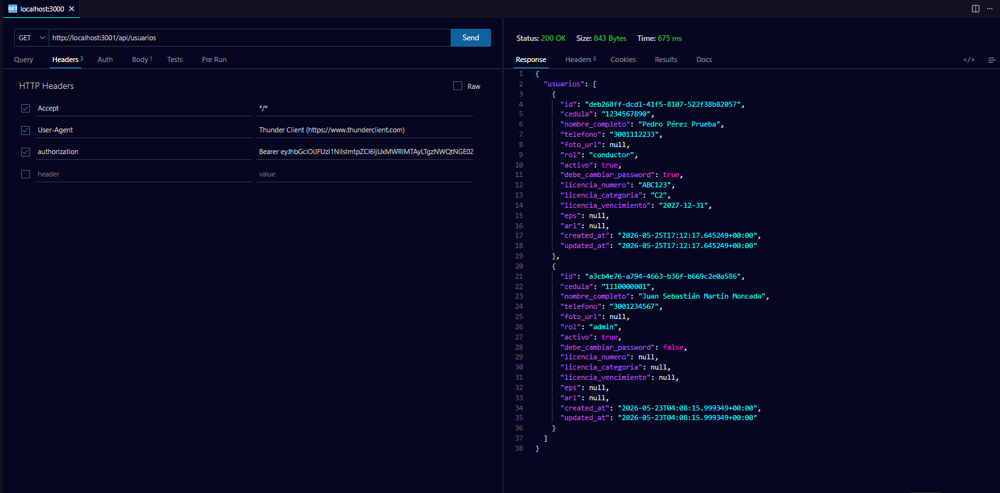 GET localhost:3000
GET http://localhost:3001/api/usuarios Send
Query Headers 3 Auth Body 1 Tests Pre Run
HTTP Headers Raw
Accept */*
User-Agent Thunder Client (https://www.thunderclient.com)
authorization Bearer
header value
Status: 200 OK Size: 843 Bytes Time: 675 ms
Response Headers 8 Cookies Results Docs </>
1 {
2 "usuarios": [
3 {
4 "id": "deb268ff-dcd1-41f5-8107-522f38b82057",
5 "cedula": "1234567890",
6 "nombre_completo": "Pedro Pérez Prueba",
7 "telefono": "3001112233",
8 "foto_url": null,
9 "rol": "conductor",
10 "activo": true,
11 "debe_cambiar_password": true,
12 "licencia_numero": "ABC123",
13 "licencia_categoria": "C2",
14 "licencia_vencimiento": "2027-12-31",
15 "eps": null,
16 "arl": null,
17 "created_at": "2026-05-25T17:12:17.645249+00:00",
18 "updated_at": "2026-05-25T17:12:17.645249+00:00"
19 },
20 {
21 "id": "a3cb4e76-a794-4663-b36f-b669c2e0a586",
22 "cedula": "1110000001",
23 "nombre_completo": "Juan Sebastián Martín Moncada",
24 "telefono": "3001234567",
25 "foto_url": null,
26 "rol": "admin",
27 "activo": true,
28 "debe_cambiar_password": false,
29 "licencia_numero": null,
30 "licencia_categoria": null,
31 "licencia_vencimiento": null,
32 "eps": null,
33 "arl": null,
34 "created_at": "2026-05-23T04:08:15.999349+00:00",
35 "updated_at": "2026-05-23T04:08:15.999349+00:00"
36 }
37 ]
38 }